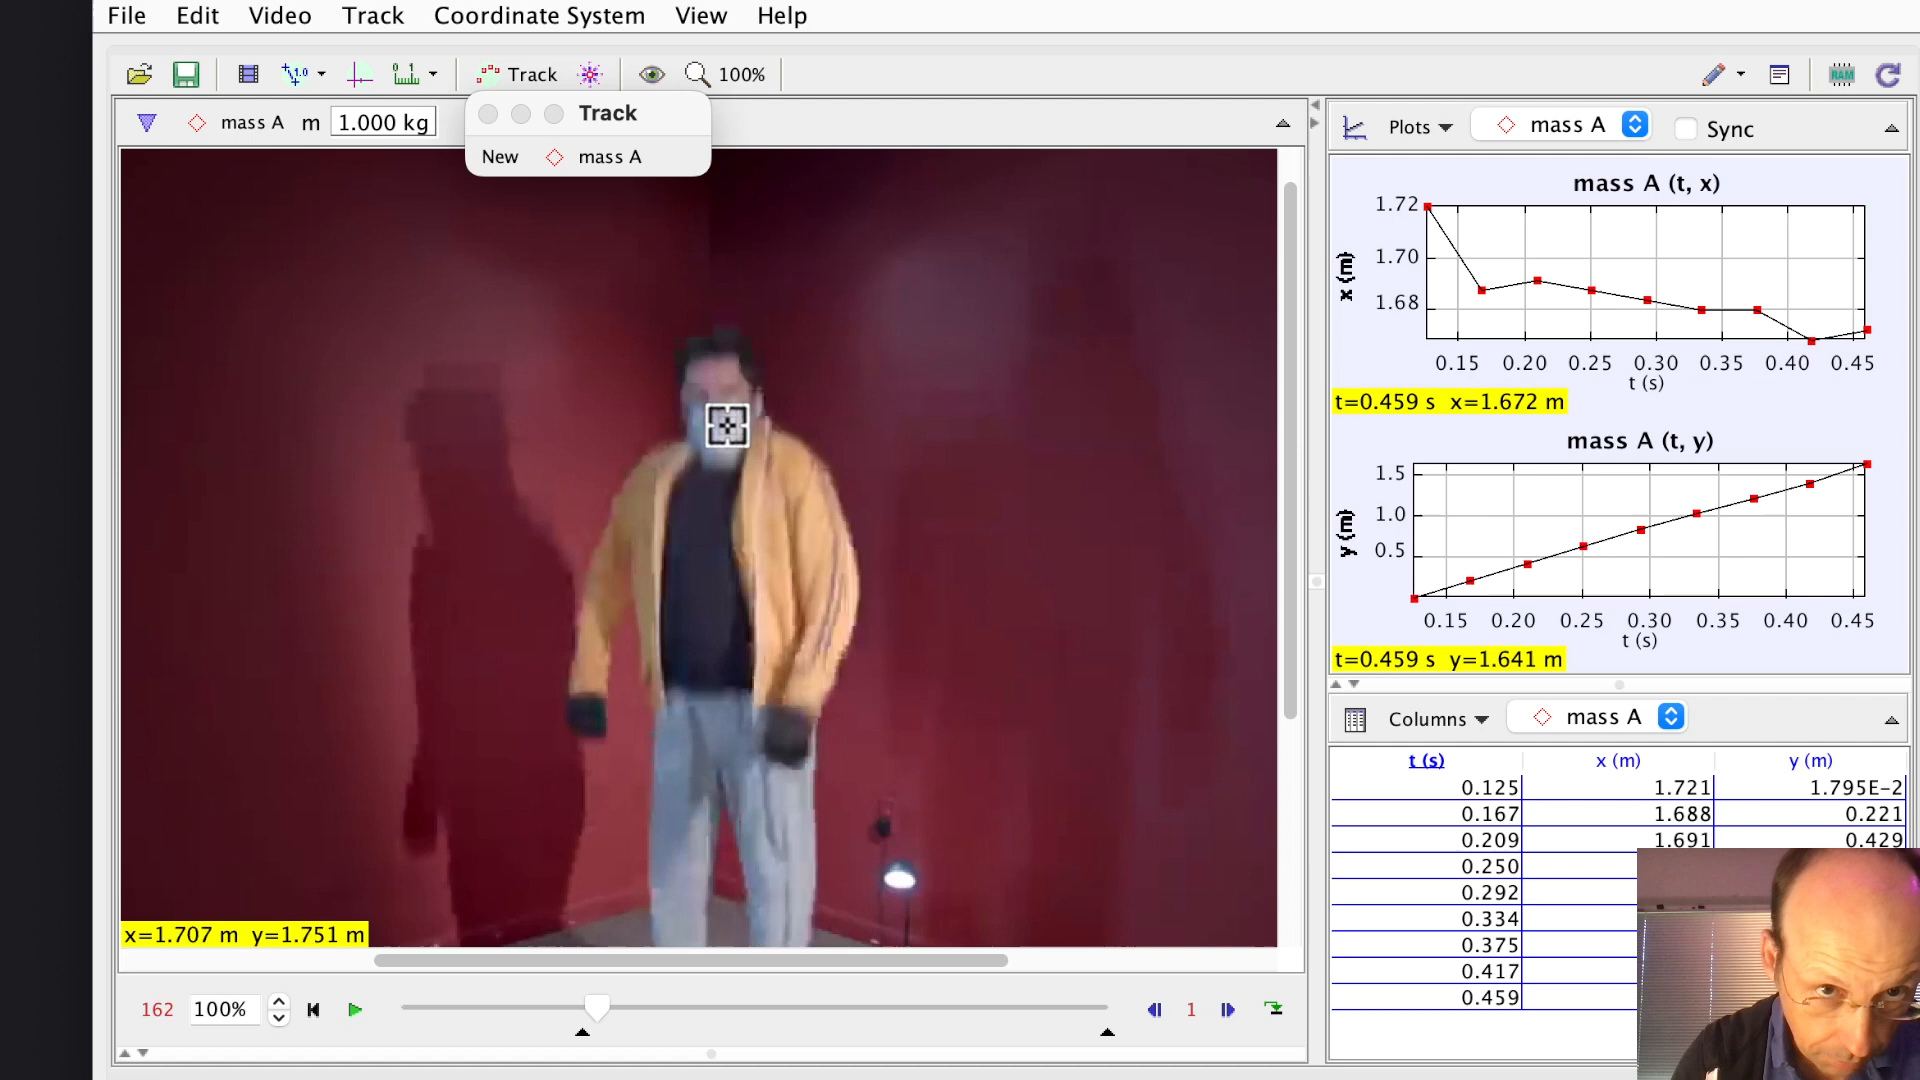 File Edit Video Track Coordinate System View Help
1.0 0 1 Track 100% RAM
mass A m 1.000 kg
Track
New mass A
Plots mass A Sync
mass A (t, x)
x (m)
1.72
1.70
1.68
0.15 0.20 0.25 0.30 0.35 0.40 0.45
t (s)
t=0.459 s x=1.672 m
mass A (t, y)
y (m)
1.5
1.0
0.5
0.15 0.20 0.25 0.30 0.35 0.40 0.45
t (s)
t=0.459 s y=1.641 m
Columns mass A
t (s) x (m) y (m)
0.125 1.721 1.795E-2
0.167 1.688 0.221
0.209 1.691 0.429
0.250
0.292
0.334
0.375
0.417
0.459
x=1.707 m y=1.751 m
162 100% 1